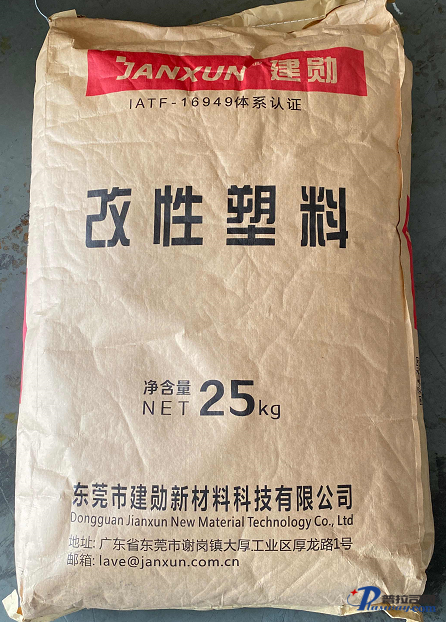 JANXUN 建勋
IATF-16949体系认证
改性塑料
净含量
NET 25kg
东莞市建勋新材料科技有限公司
Dongguan Jianxun New Material Technology Co., Ltd
地址: 广东省东莞市谢岗镇大厚工业区厚龙路1号
邮箱: lave@janxun.com.cn
普拉司